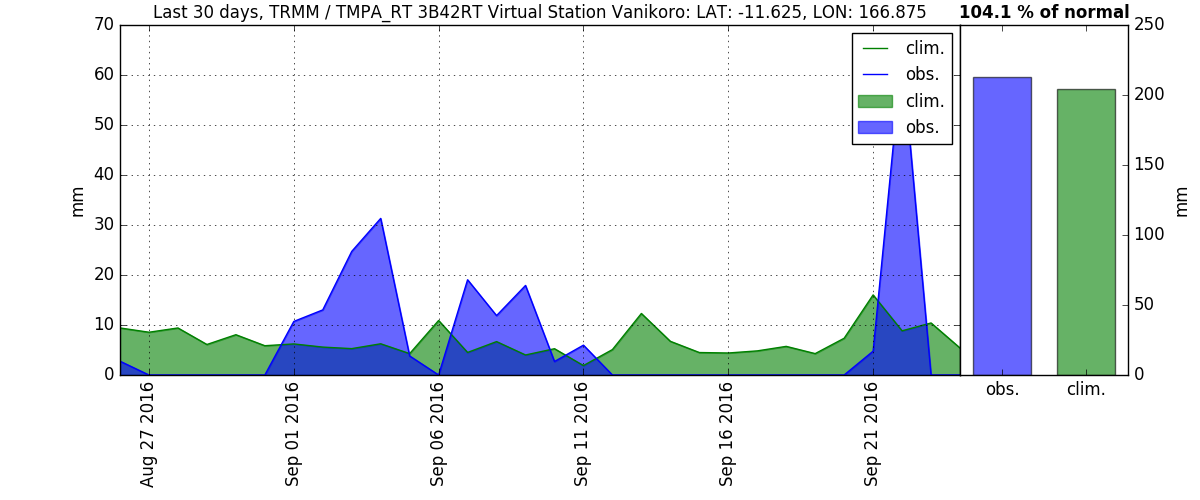 Last 30 days, TRMM / TMPA_RT 3B42RT Virtual Station Vanikoro: LAT: -11.625, LON: 166.875
104.1 % of normal
70
60
50
40
30
20
10
0
mm
clim.
obs.
clim.
obs.
Aug 27 2016
Sep 01 2016
Sep 06 2016
Sep 11 2016
Sep 16 2016
Sep 21 2016
250
200
150
100
50
0
mm
obs.
clim.